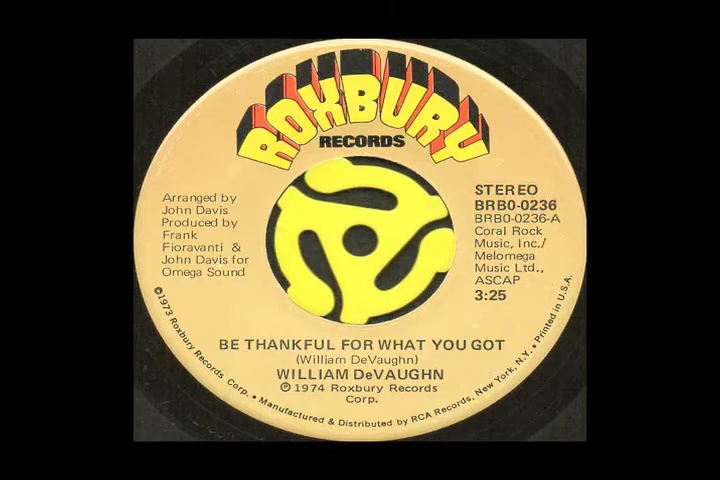 ROXBURY
RECORDS
Arranged by
John Davis
Produced by
Frank
Fioravanti &
John Davis for
Omega Sound
STEREO
BRBO-0236
BRBO-0236-A
Coral Rock
Music, Inc./
Melomega
Music Ltd.,
ASCAP
3:25
BE THANKFUL FOR WHAT YOU GOT
(William DeVaughn)
WILLIAM DeVAUGHN
℗ 1974 Roxbury Records
Corp.
©1973 Roxbury Records Corp. • Manufactured & Distributed by RCA Records, New York, N.Y. • Printed in U.S.A.